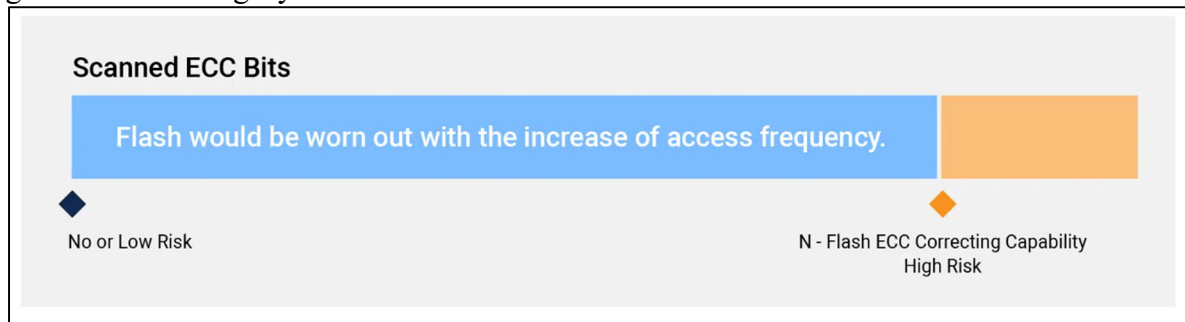 Scanned ECC Bits
Flash would be worn out with the increase of access frequency.
No or Low Risk
N - Flash ECC Correcting Capability
High Risk